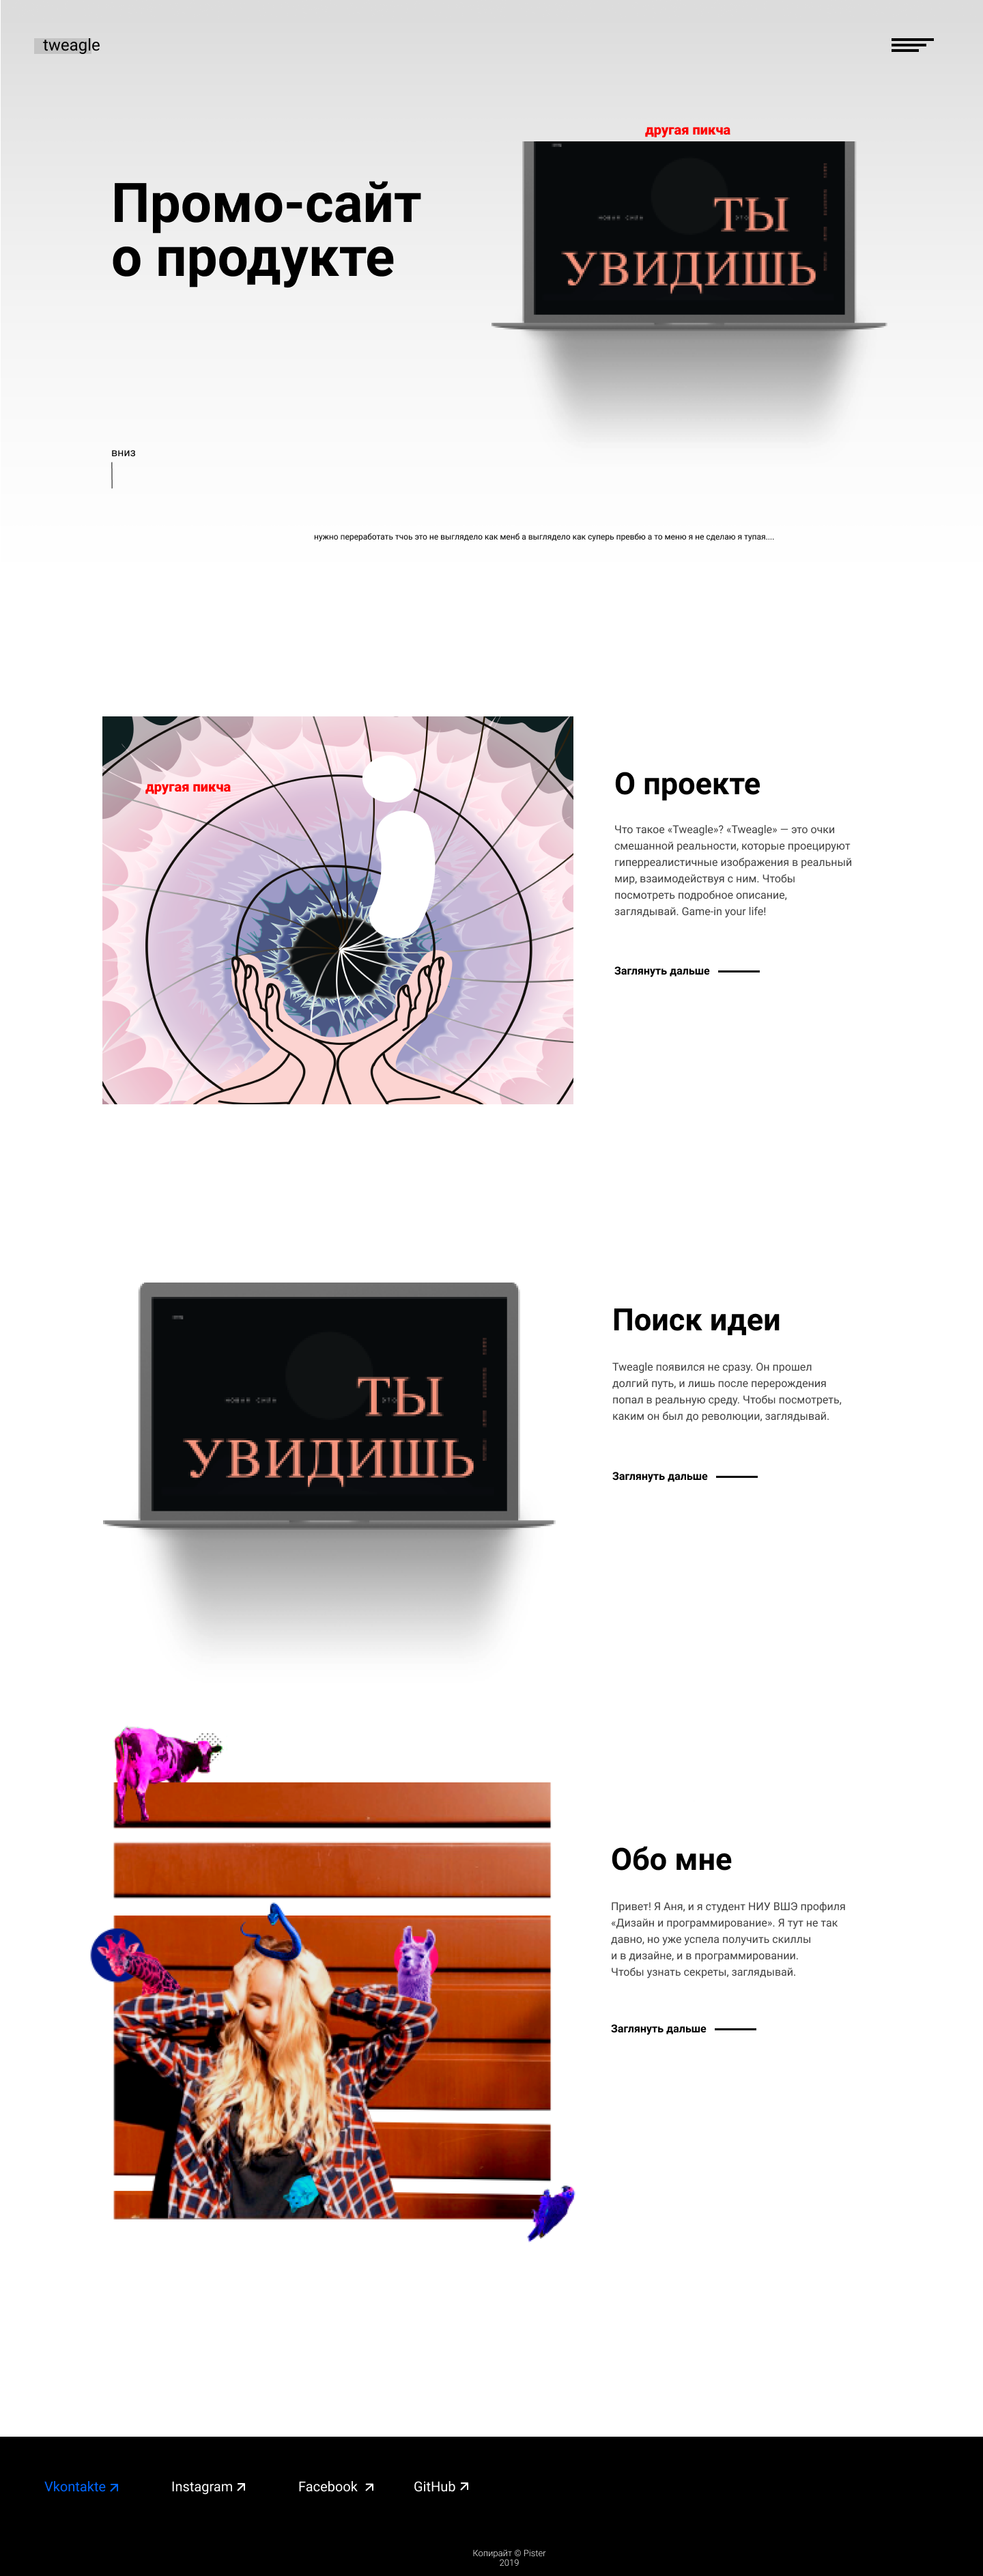 tweagle
другая пикча
Промо-сайт
о продукте
НОВАЯ СИЛА
ЭТО
ТЫ
УВИДИШЬ
вниз
нужно переработать тчоь это не выглядело как менб а выглядело как суперь превбю а то меню я не сделаю я тупая....
другая пикча
О проекте
Что такое «Tweagle»? «Tweagle» — это очки
смешанной реальности, которые проецируют
гиперреалистичные изображения в реальный
мир, взаимодействуя с ним. Чтобы
посмотреть подробное описание,
заглядывай. Game-in your life!
Заглянуть дальше
НОВАЯ СИЛА
ЭТО
ТЫ
УВИДИШЬ
Поиск идеи
Tweagle появился не сразу. Он прошел
долгий путь, и лишь после перерождения
попал в реальную среду. Чтобы посмотреть,
каким он был до революции, заглядывай.
Заглянуть дальше
Обо мне
Привет! Я Аня, и я студент НИУ ВШЭ профиля
«Дизайн и программирование». Я тут не так
давно, но уже успела получить скиллы
и в дизайне, и в программировании.
Чтобы узнать секреты, заглядывай.
Заглянуть дальше
Vkontakte
Instagram
Facebook
GitHub
Копирайт © Pister
2019